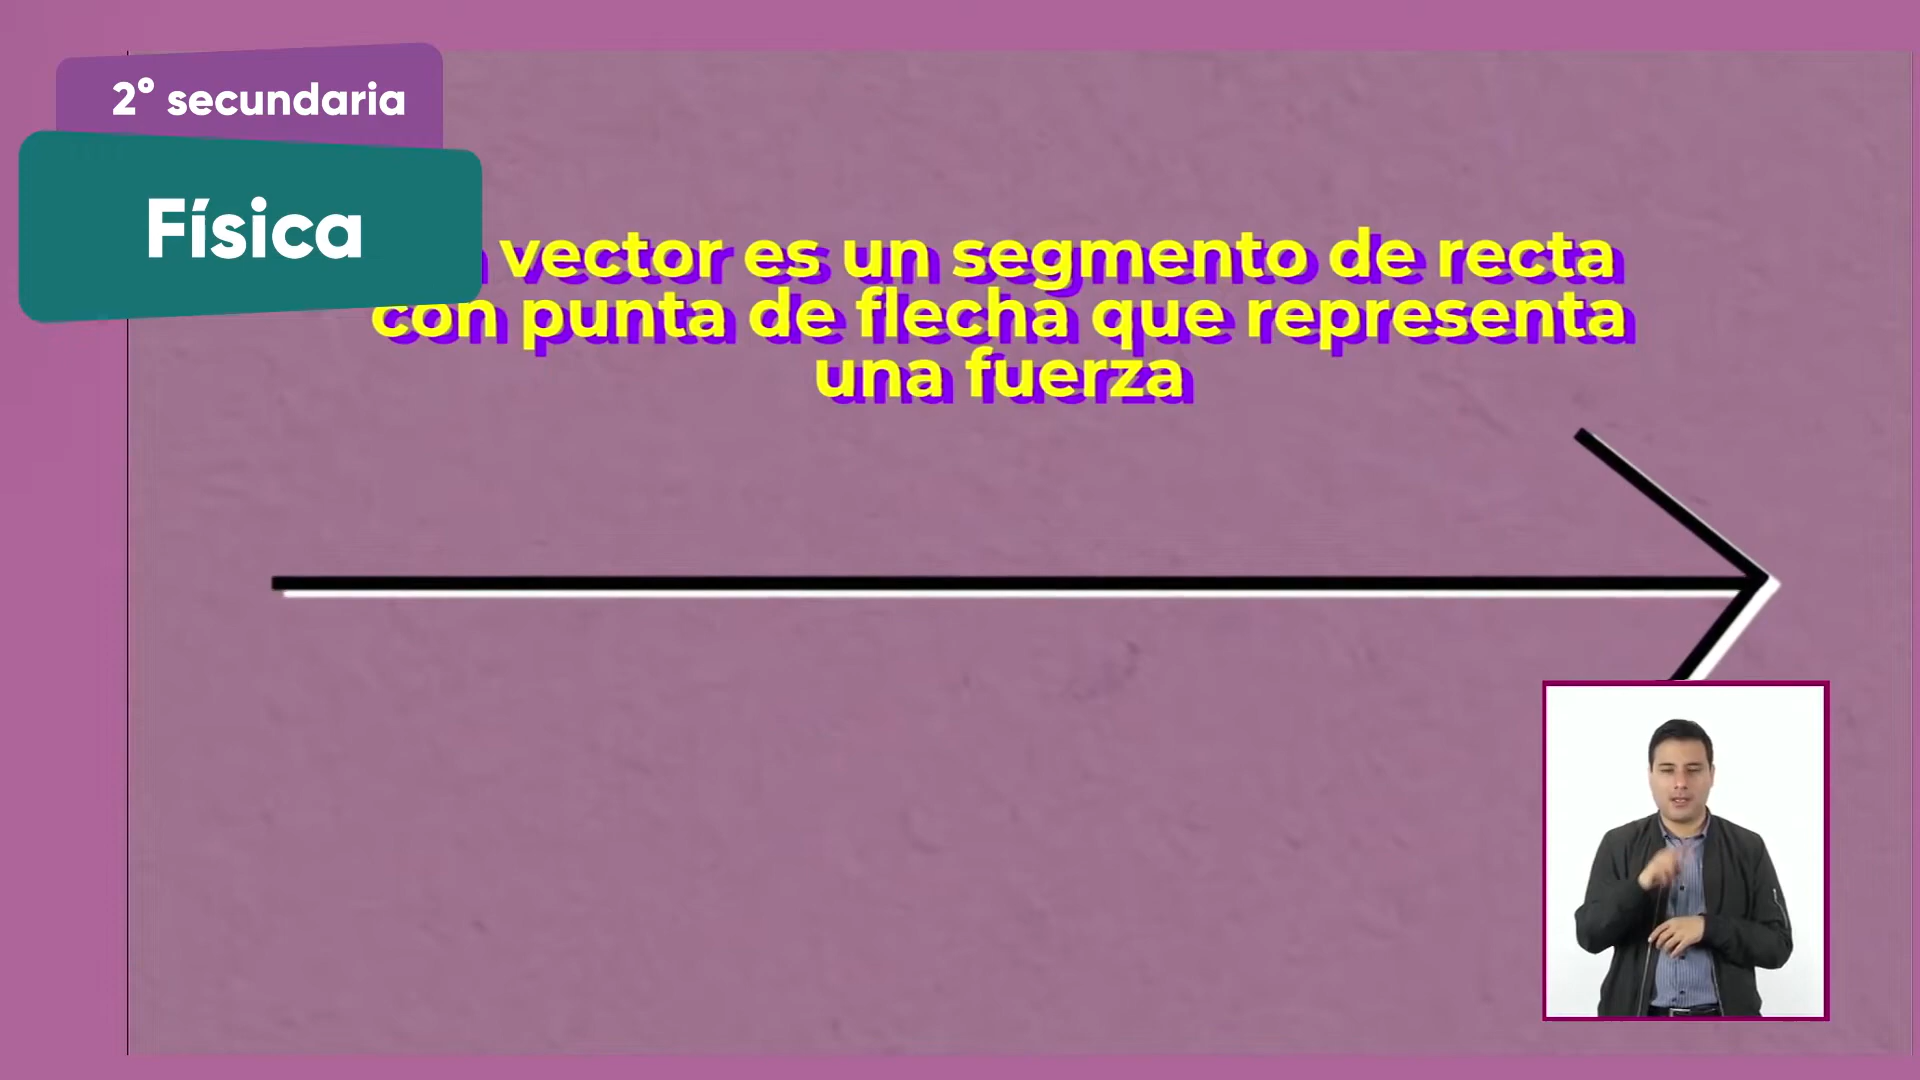 2° secundaria
Física
vector es un segmento de recta
con punta de flecha que representa
una fuerza